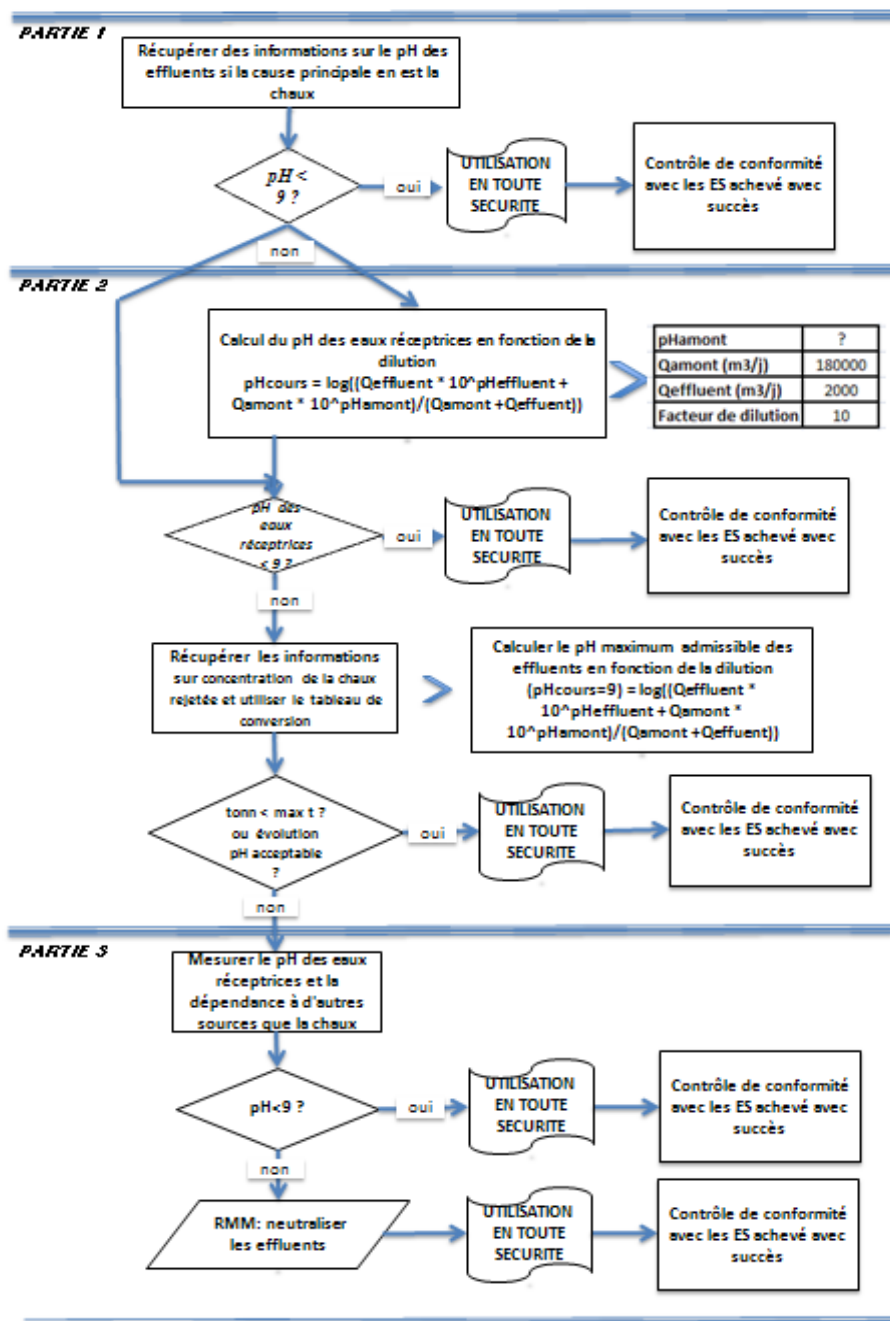 PARTIE 1
Récupérer des informations sur le pH des
effluents si la cause principale en est la
chaux
pH <
9 ?
oui
UTILISATION
EN TOUTE
SECURITE
Contrôle de conformité
avec les ES achevé avec
succès
non
PARTIE 2
Calcul du pH des eaux réceptrices en fonction de la
dilution
pHcours = log((Qeffluent * 10^pHeffluent +
Qamont * 10^pHamont)/(Qamont +Qeffuent))
pHamont ?
Qamont (m3/j) 180000
Qeffluent (m3/j) 2000
Facteur de dilution 10
pH des
eaux
réceptrices
< 9 ?
oui
UTILISATION
EN TOUTE
SECURITE
Contrôle de conformité
avec les ES achevé avec
succès
non
Récupérer les informations
sur concentration de la chaux
rejetée et utiliser le tableau de
conversion
Calculer le pH maximum admissible des
effluents en fonction de la dilution
(pHcours=9) = log((Qeffluent *
10^pHeffluent + Qamont *
10^pHamont)/(Qamont +Qeffuent))
tonn < max t ?
ou évolution
pH acceptable
?
oui
UTILISATION
EN TOUTE
SECURITE
Contrôle de conformité
avec les ES achevé avec
succès
non
PARTIE 3
Mesurer le pH des eaux
réceptrices et la
dépendance à d'autres
sources que la chaux
pH<9 ?
oui
UTILISATION
EN TOUTE
SECURITE
Contrôle de conformité
avec les ES achevé avec
succès
non
RMM: neutraliser
les effluents
UTILISATION
EN TOUTE
SECURITE
Contrôle de conformité
avec les ES achevé avec
succès